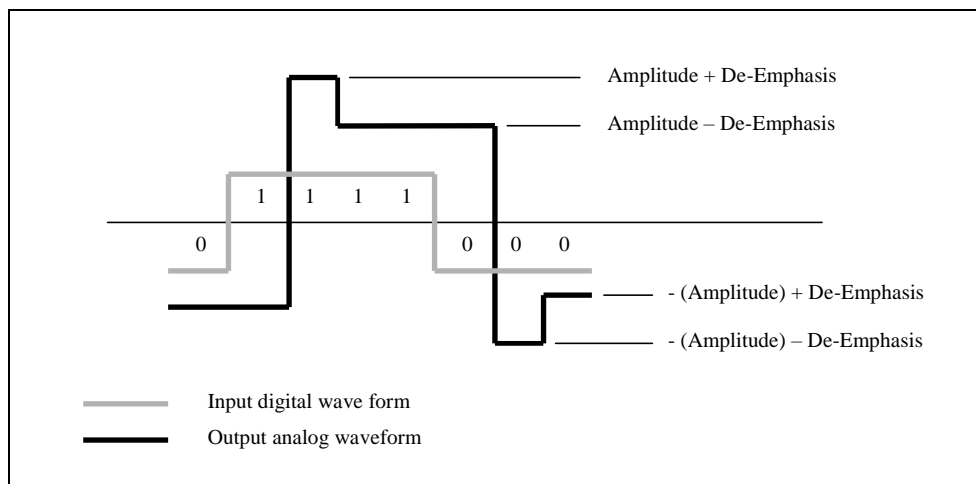 Amplitude + De-Emphasis
Amplitude – De-Emphasis
1 1 1 1
0 0 0 0
- (Amplitude) + De-Emphasis
- (Amplitude) – De-Emphasis
Input digital wave form
Output analog waveform